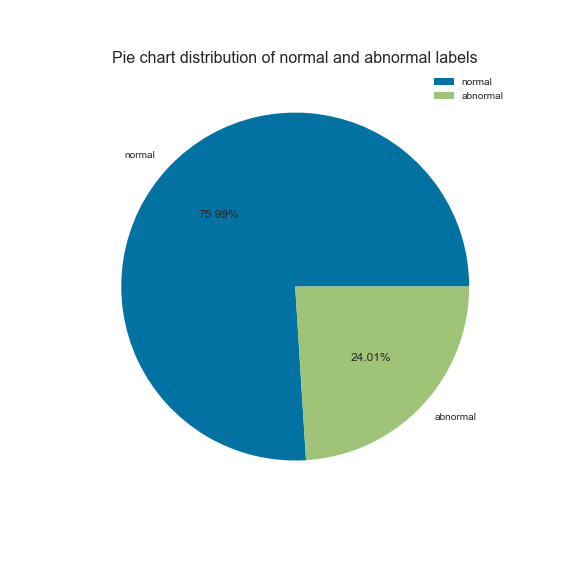 Pie chart distribution of normal and abnormal labels
normal
abnormal
normal
75.99%
24.01%
abnormal